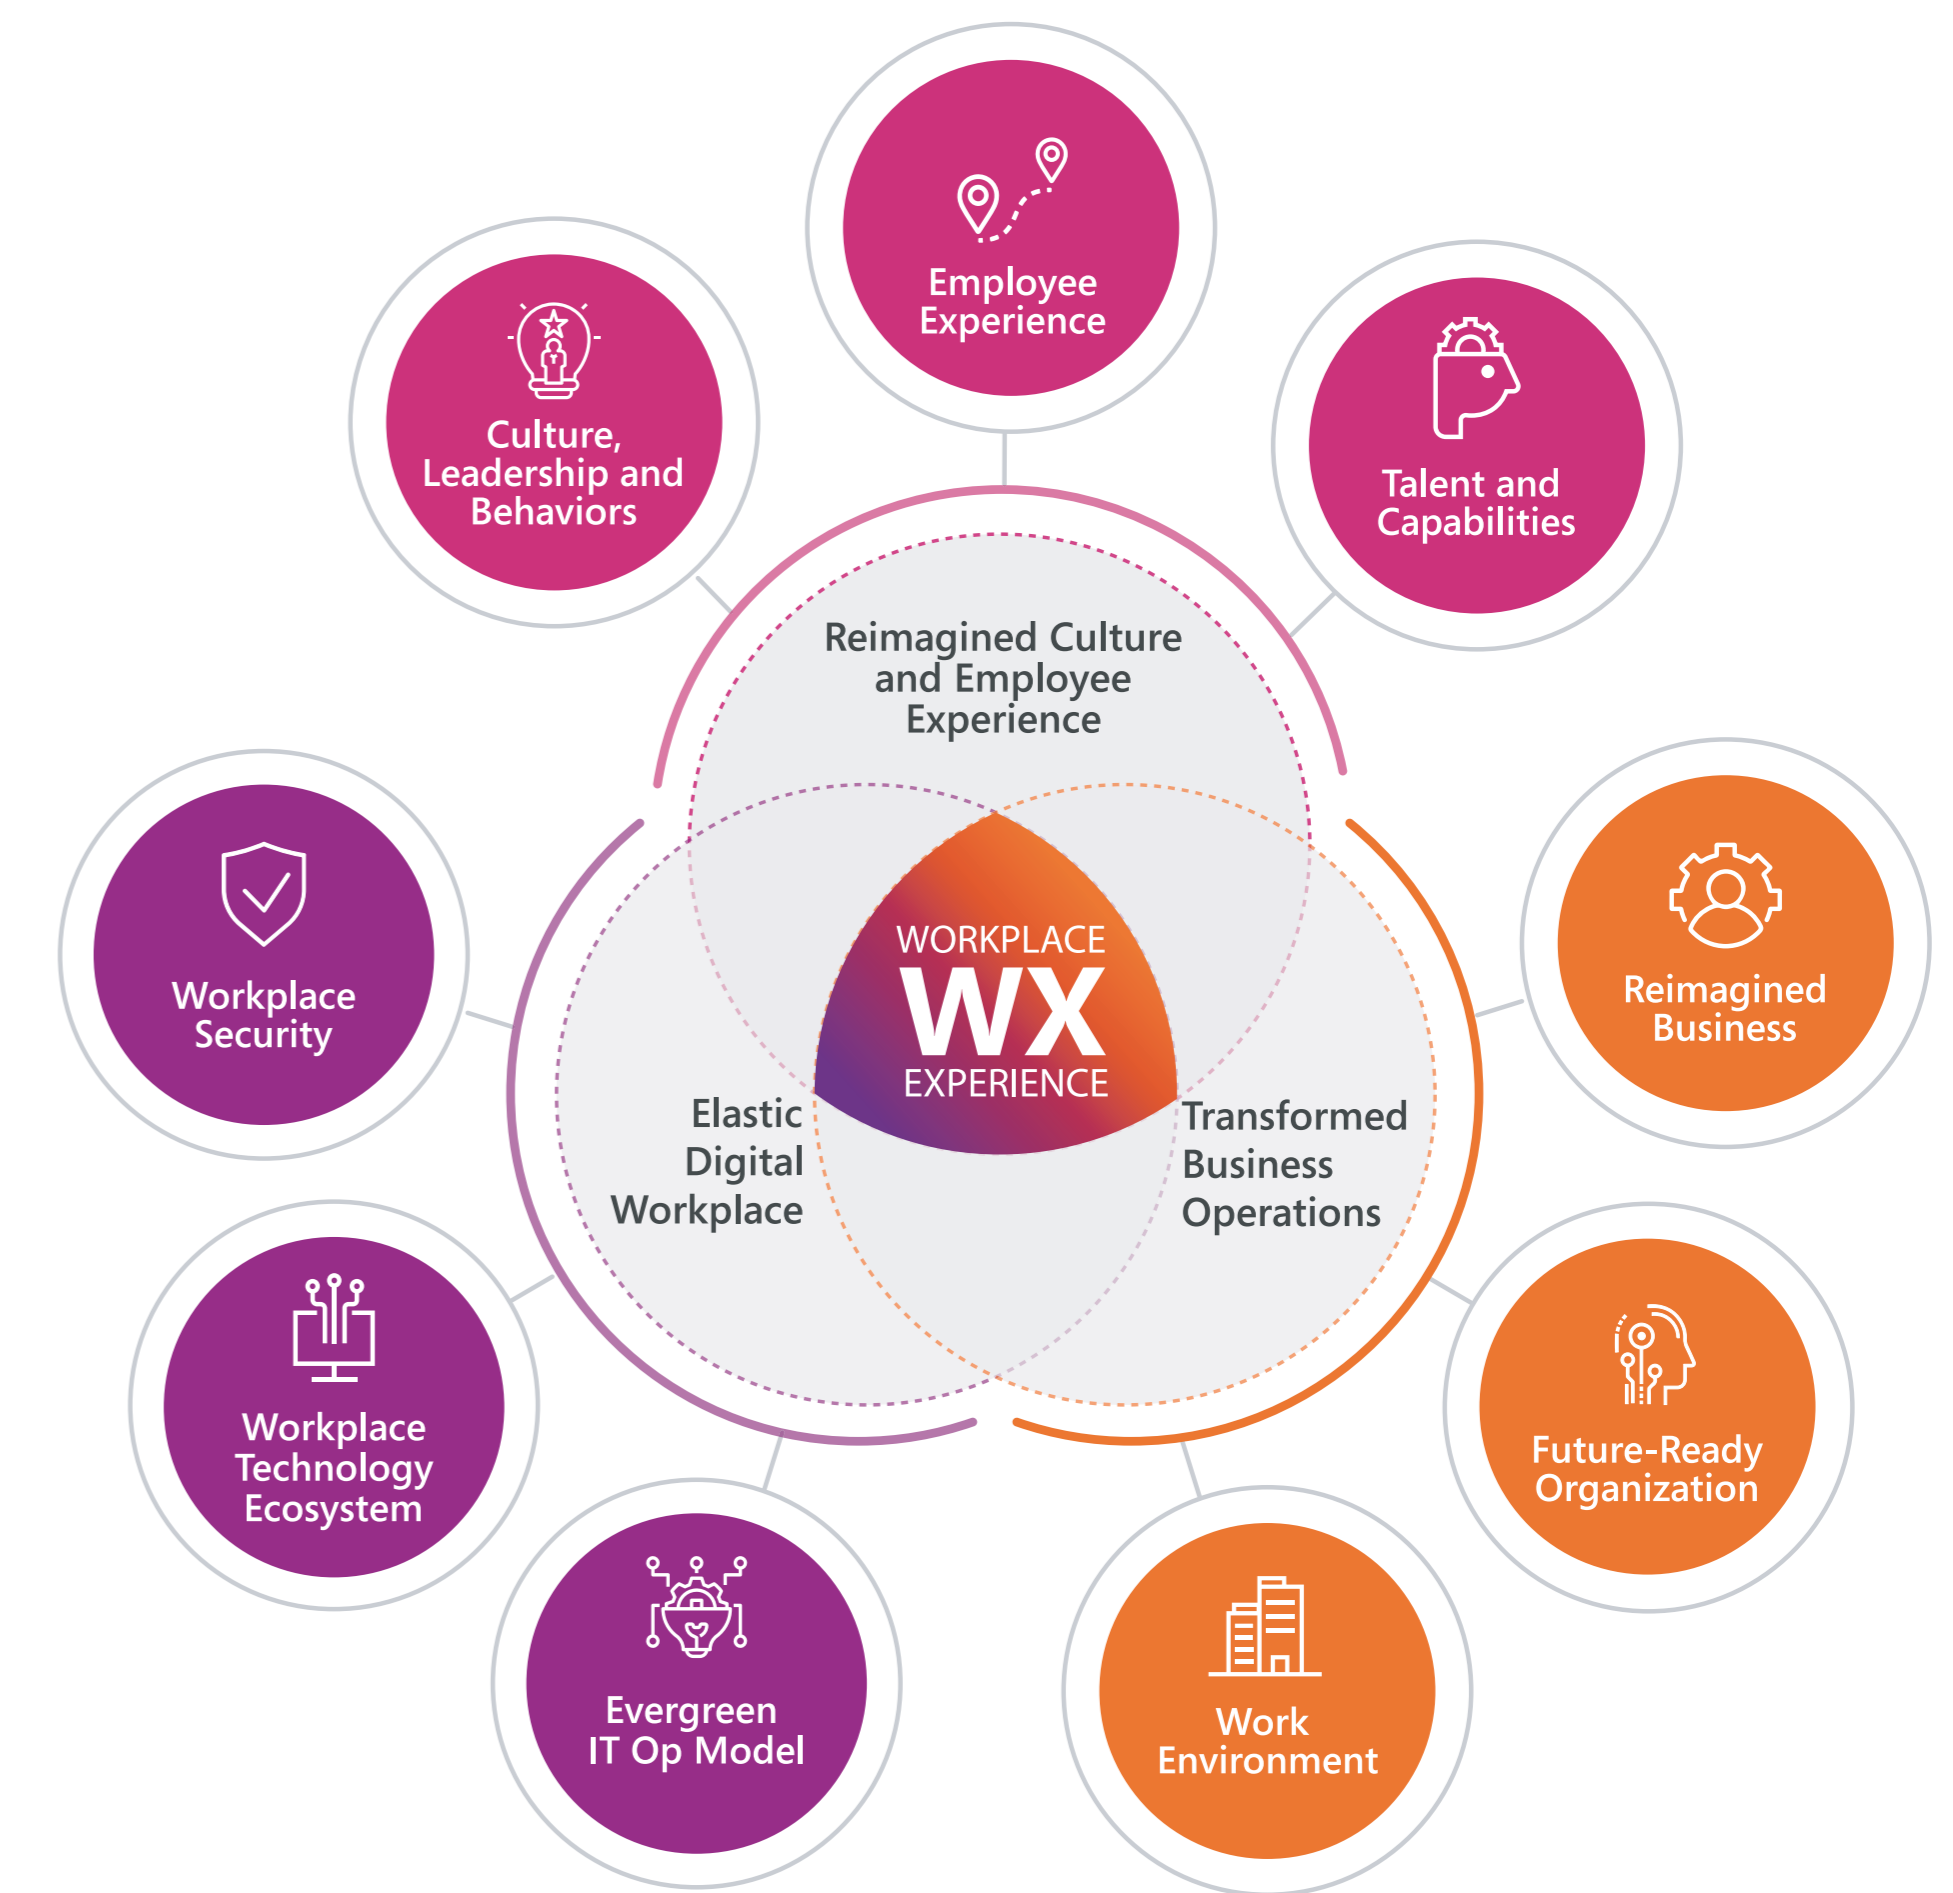 Employee
Experience
Culture,
Leadership and
Behaviors
Talent and
Capabilities
Reimagined Culture
and Employee
Experience
Workplace
Security
WORKPLACE
WX
EXPERIENCE
Reimagined
Business
Elastic
Digital
Workplace
Transformed
Business
Operations
Workplace
Technology
Ecosystem
Future-Ready
Organization
Evergreen
IT Op Model
Work
Environment